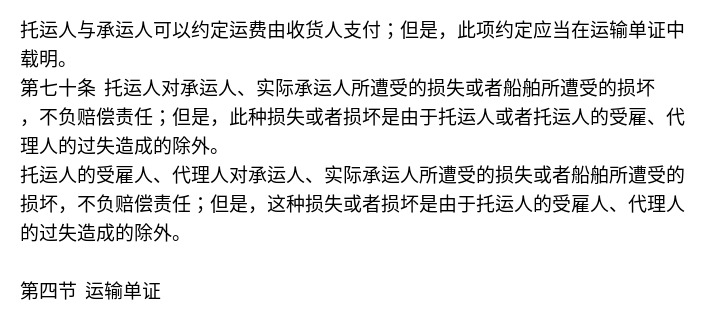 托运人与承运人可以约定运费由收货人支付；但是，此项约定应当在运输单证中
载明。
第七十条 托运人对承运人、实际承运人所遭受的损失或者船舶所遭受的损坏
，不负赔偿责任；但是，此种损失或者损坏是由于托运人或者托运人的受雇、代
理人的过失造成的除外。
托运人的受雇人、代理人对承运人、实际承运人所遭受的损失或者船舶所遭受的
损坏，不负赔偿责任；但是，这种损失或者损坏是由于托运人的受雇人、代理人
的过失造成的除外。
第四节 运输单证